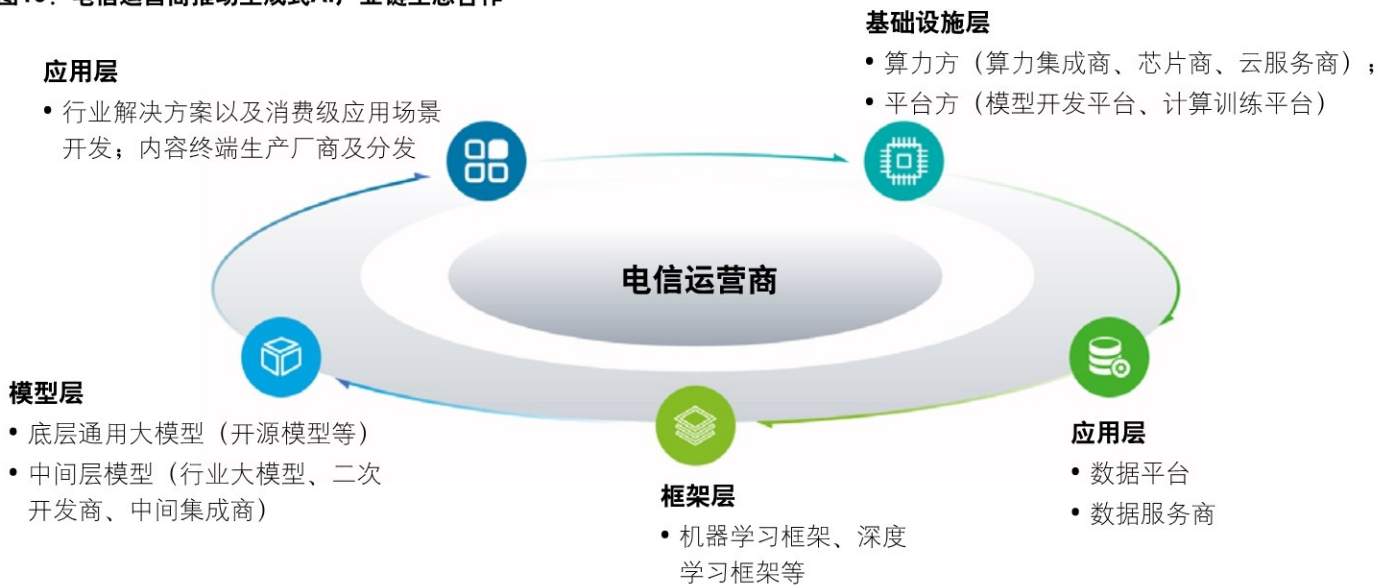 应用层
• 行业解决方案以及消费级应用场景
开发；内容终端生产厂商及分发
基础设施层
• 算力方（算力集成商、芯片商、云服务商）；
• 平台方（模型开发平台、计算训练平台）
电信运营商
模型层
• 底层通用大模型（开源模型等）
• 中间层模型（行业大模型、二次
开发商、中间集成商）
框架层
• 机器学习框架、深度
学习框架等
应用层
• 数据平台
• 数据服务商